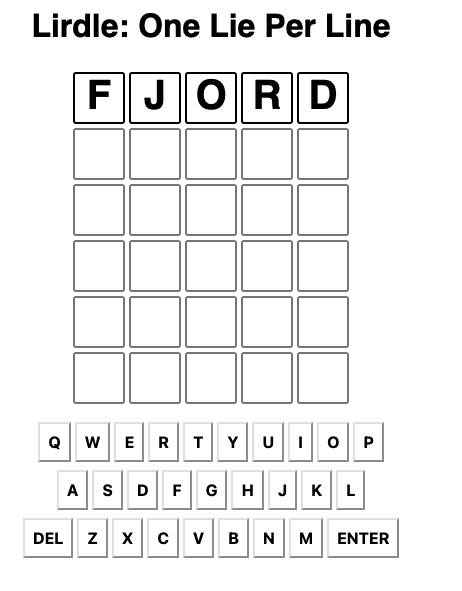 Lirdle: One Lie Per Line
F J O R D
Q W E R T Y U I O P
A S D F G H J K L
DEL Z X C V B N M ENTER